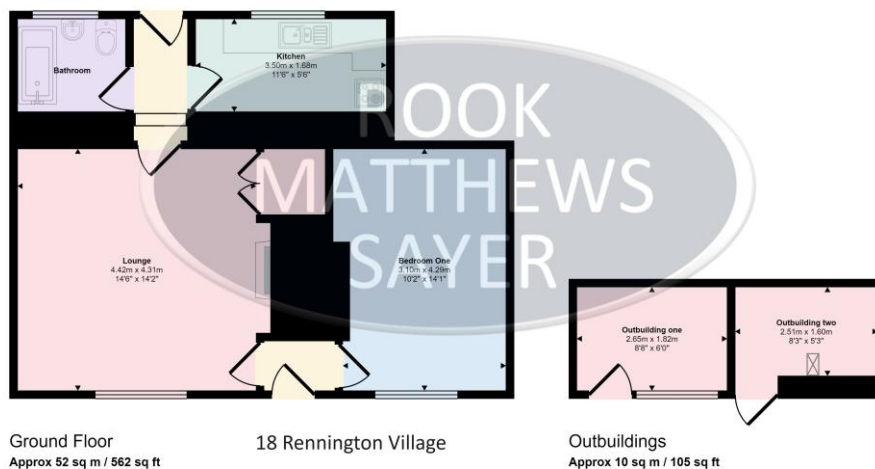 Bathroom
Kitchen
3.50m x 1.68m
11'6" x 5'6"
ROOK
MATTHEWS
SAYER
Lounge
4.42m x 4.31m
14'6" x 14'2"
Bedroom One
3.10m x 4.29m
10'2" x 14'1"
Outbuilding one
2.65m x 1.82m
8'8" x 6'0"
Outbuilding two
2.51m x 1.60m
8'3" x 5'3"
Ground Floor
Approx 52 sq m / 562 sq ft
18 Rennington Village
Outbuildings
Approx 10 sq m / 105 sq ft